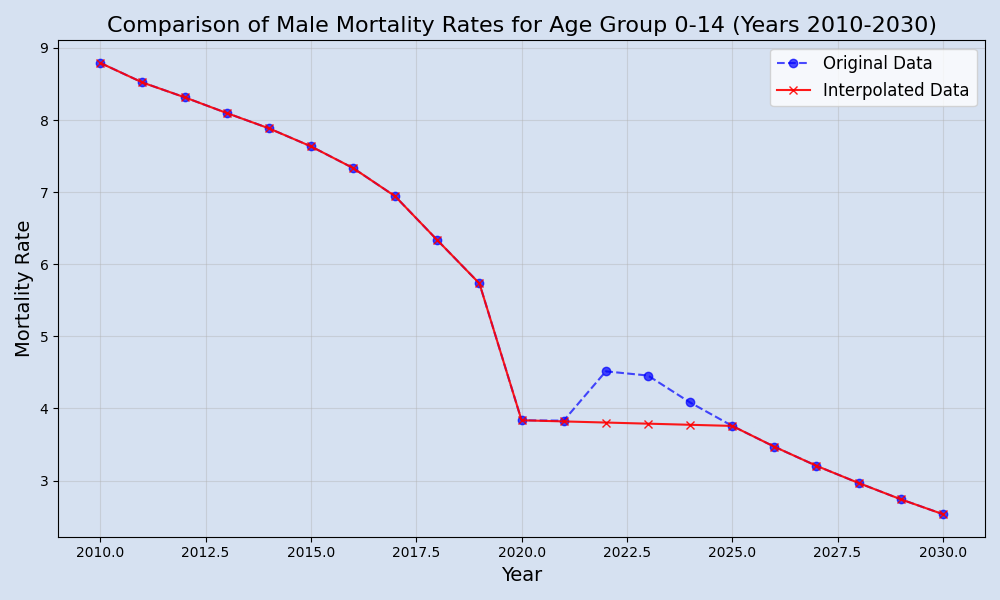 Comparison of Male Mortality Rates for Age Group 0-14 (Years 2010-2030)
Original Data
Interpolated Data
Mortality Rate
9
8
7
6
5
4
3
2010.0 2012.5 2015.0 2017.5 2020.0 2022.5 2025.0 2027.5 2030.0
Year